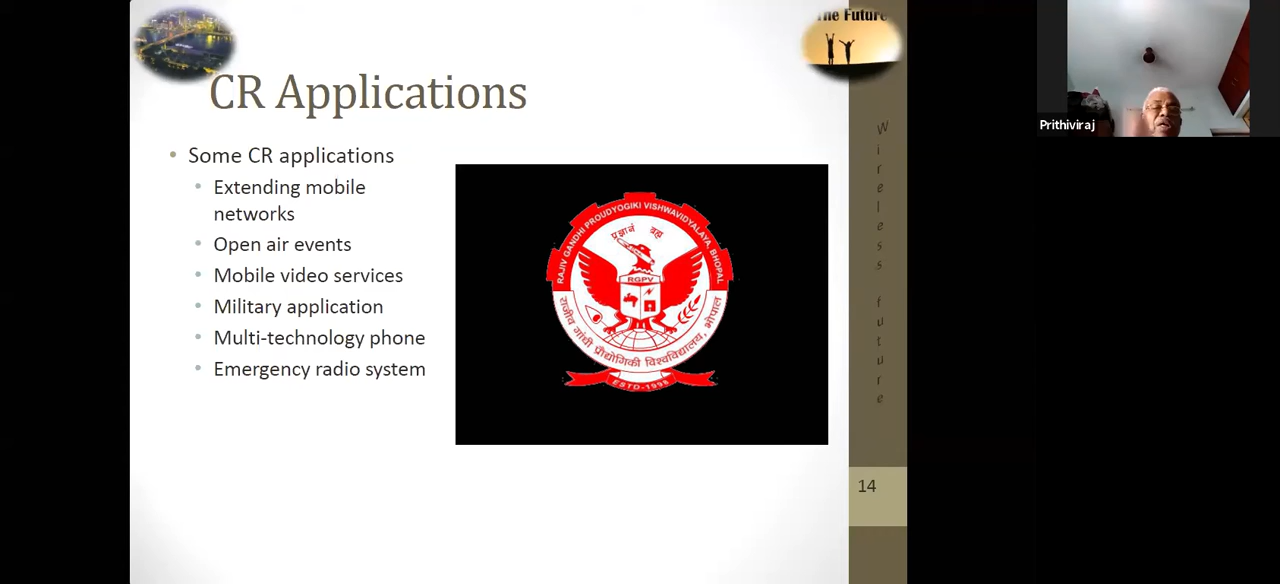 The Future
CR Applications
Some CR applications
Extending mobile
networks
Open air events
Mobile video services
Military application
Multi-technology phone
Emergency radio system
RAJIV GANDHI PROUDYOGIKI VISHWAVIDYALAYA, BHOPAL
प्रज्ञानं ब्रह्म
RGPV
राजीव गांधी प्रौद्योगिकी विश्वविद्यालय, भोपाल
ESTD-1998
Wireless future
14
Prithiviraj